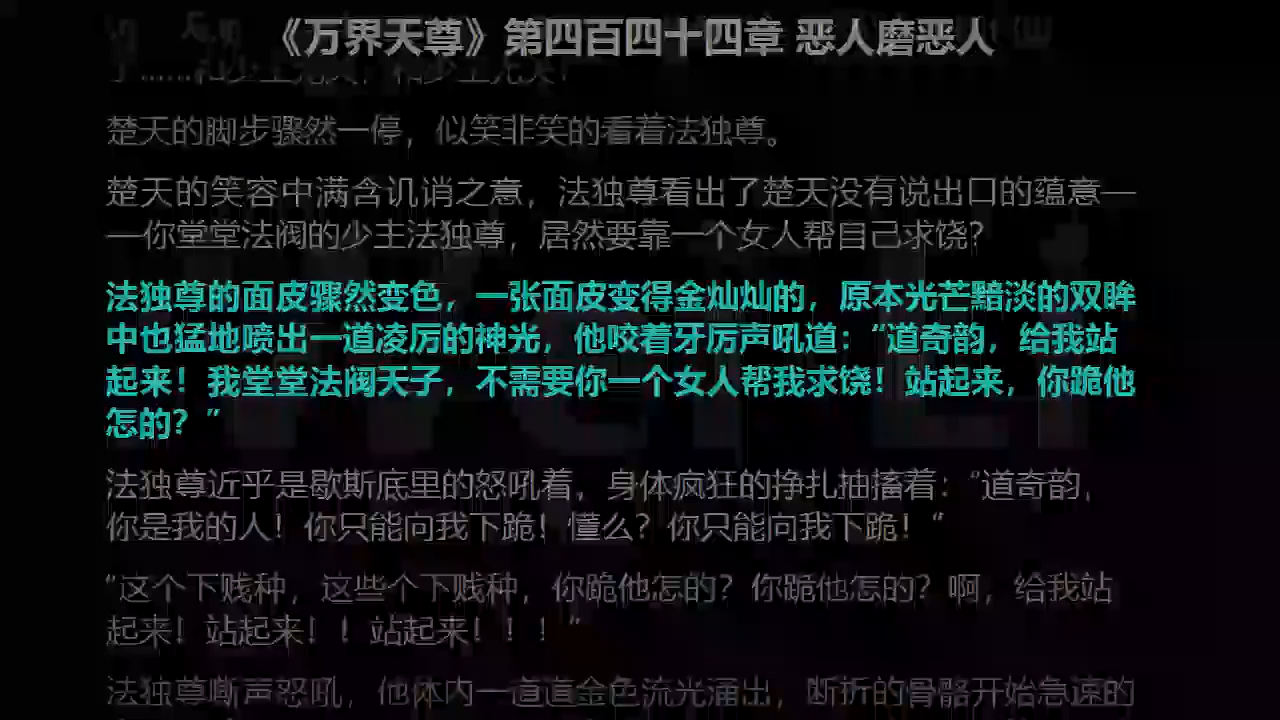 《万界天尊》第四百四十四章 恶人磨恶人
楚天的脚步骤然一停，似笑非笑的看着法独尊。
楚天的笑容中满含讥诮之意，法独尊看出了楚天没有说出口的蕴意—
—你堂堂法阀的少主法独尊，居然要靠一个女人帮自己求饶？
法独尊的面皮骤然变色，一张面皮变得金灿灿的，原本光芒黯淡的双眸
中也猛地喷出一道凌厉的神光，他咬着牙厉声吼道：“道奇韵，给我站
起来！我堂堂法阀天子，不需要你一个女人帮我求饶！站起来，你跪他
怎的？”
法独尊近乎是歇斯底里的怒吼着，身体疯狂的挣扎抽搐着：“道奇韵，
你是我的人！你只能向我下跪！懂么？你只能向我下跪！”
“这个下贱种，这些个下贱种，你跪他怎的？你跪他怎的？啊，给我站
起来！站起来！！站起来！！！”
法独尊嘶声怒吼，他体内一道道金色流光涌出，断折的骨骼开始急速的